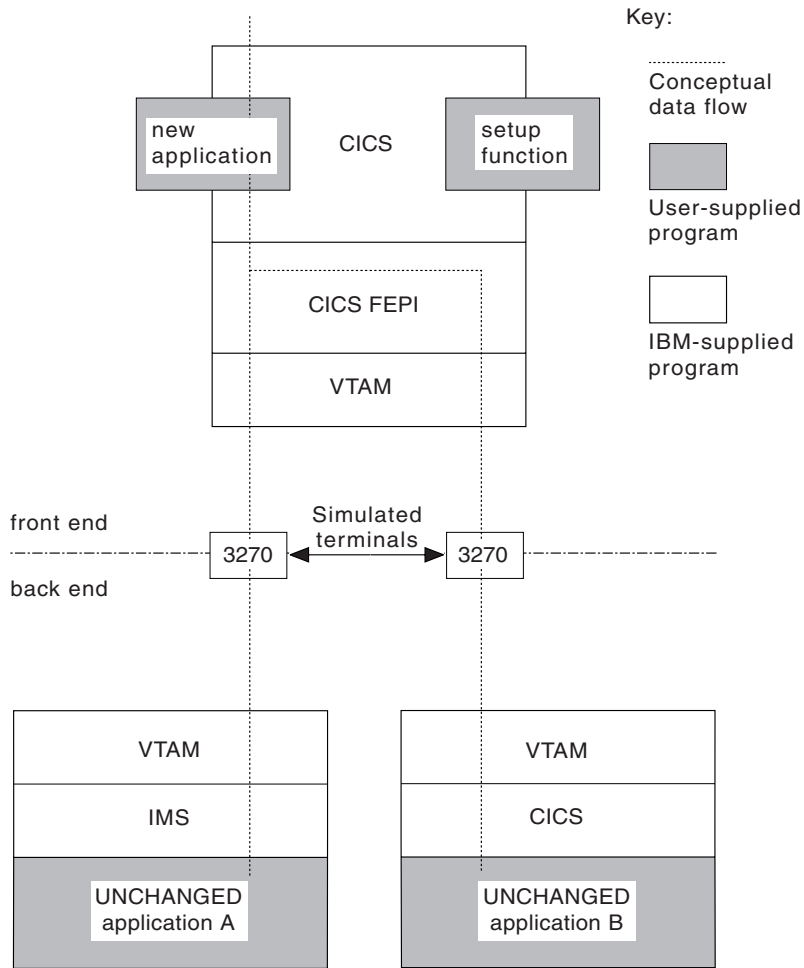 Key:
Conceptual
data flow
User-supplied
program
IBM-supplied
program
new
application
CICS
setup
function
CICS FEPI
VTAM
front end
back end
Simulated
terminals
3270
3270
VTAM
IMS
UNCHANGED
application A
VTAM
CICS
UNCHANGED
application B